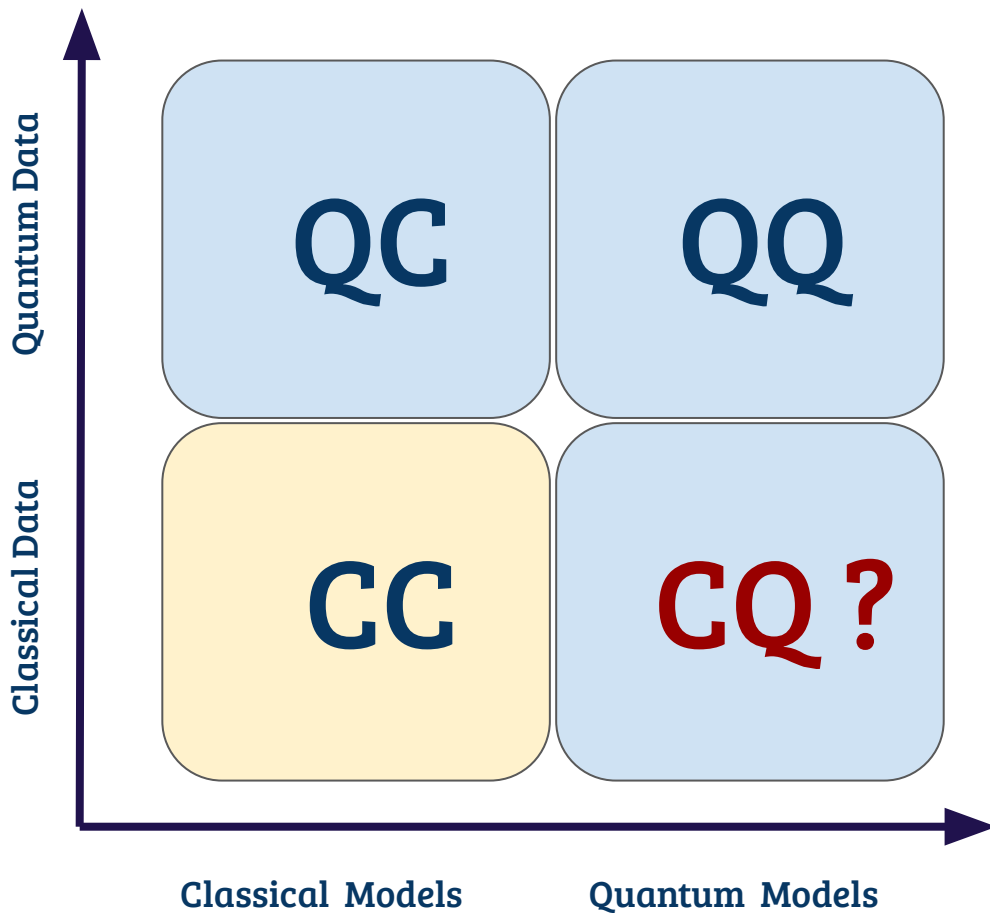 Quantum Data
QC
QQ
Classical Data
CC
CQ ?
Classical Models
Quantum Models